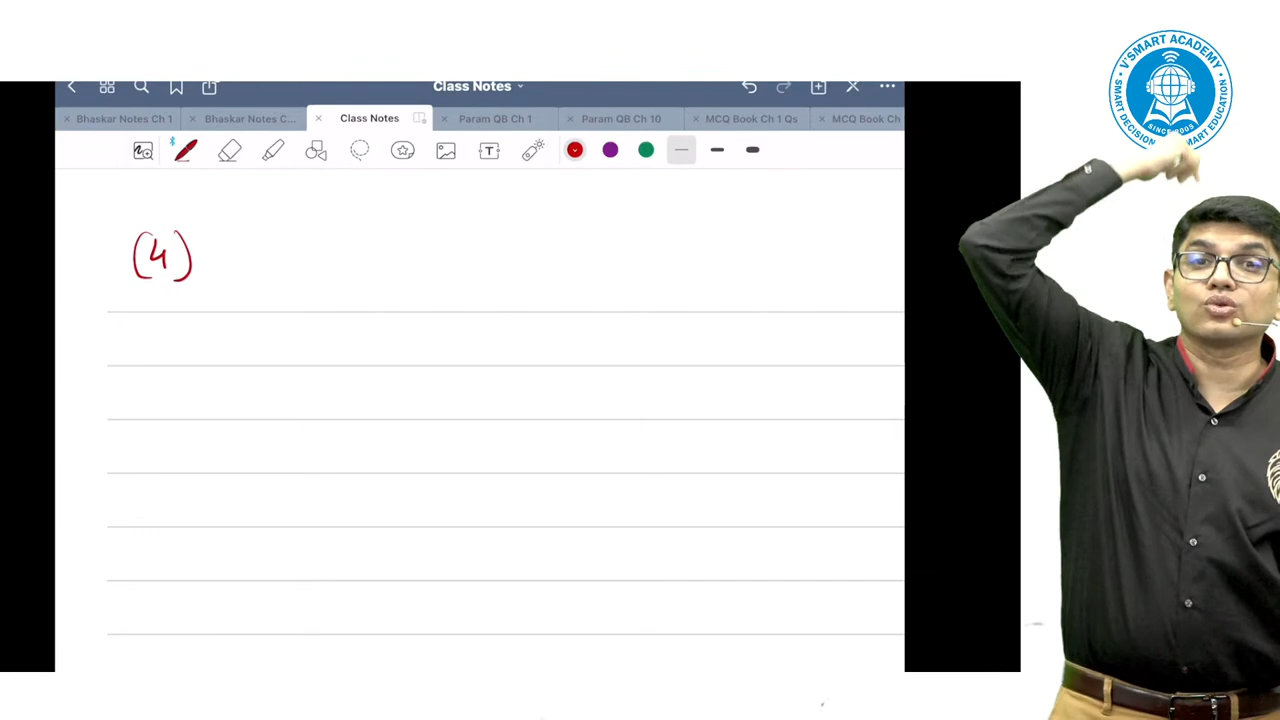 Class Notes
Bhaskar Notes Ch 1
Bhaskar Notes C...
Class Notes
Param QB Ch 1
Param QB Ch 10
MCQ Book Ch 1 Qs
MCQ Book Ch
T
(4)
V'SMART ACADEMY
SINCE 2005
SMART DECISION
SMART EDUCATION